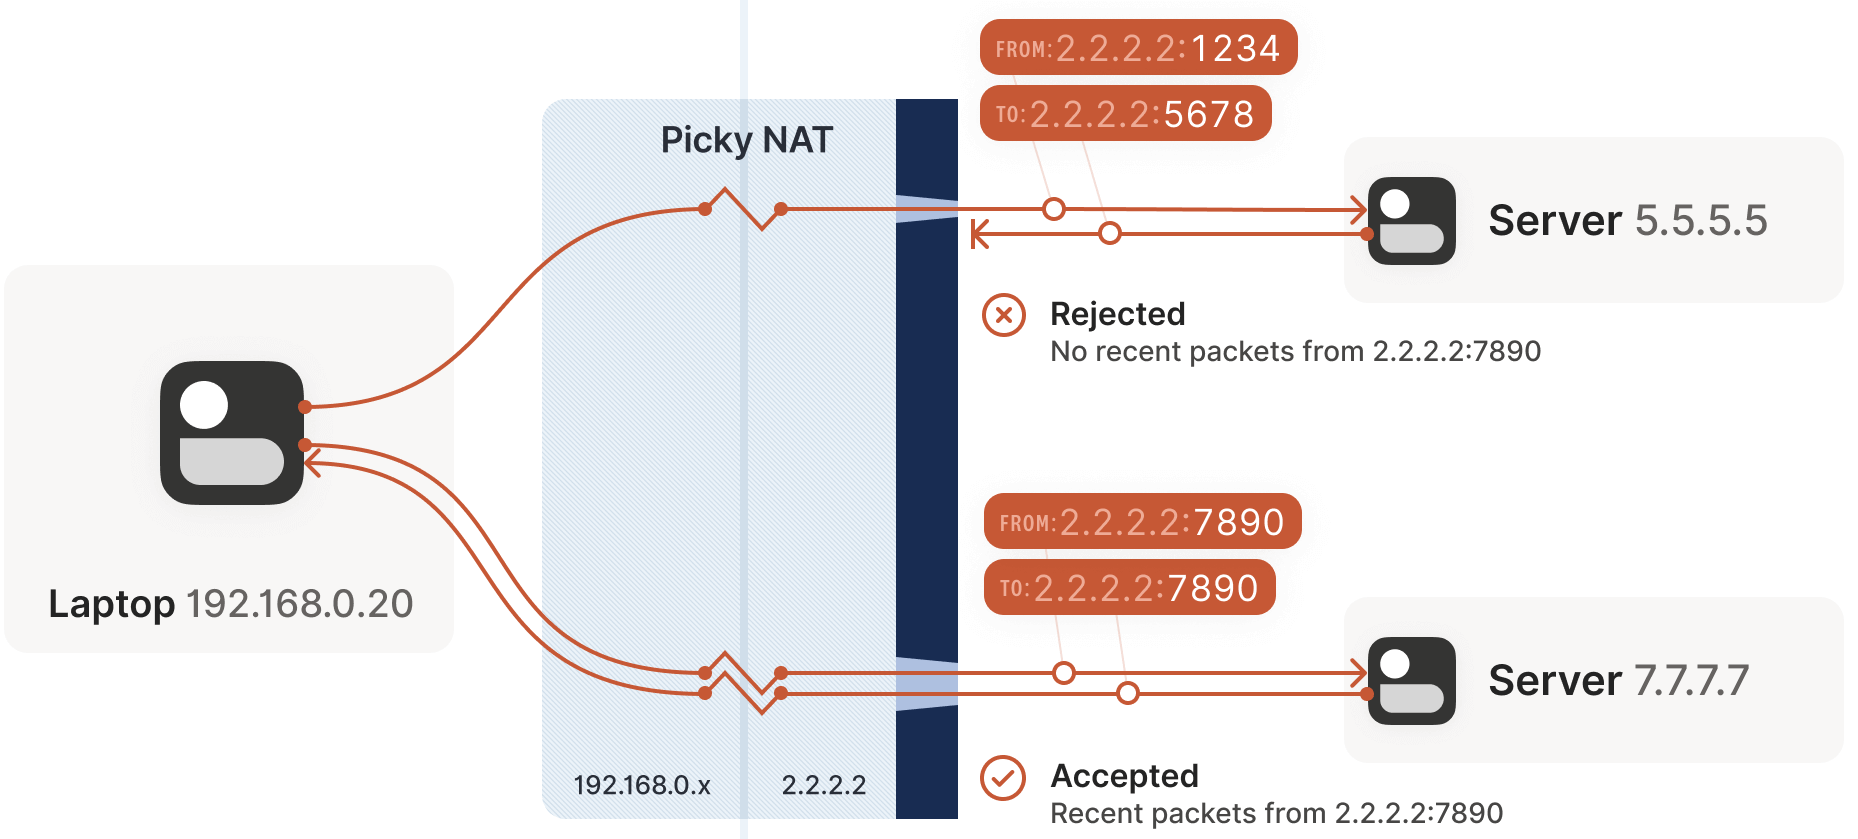 FROM:2.2.2.2:1234
TO:2.2.2.2:5678
Picky NAT
Server 5.5.5.5
Rejected
No recent packets from 2.2.2.2:7890
Laptop 192.168.0.20
FROM:2.2.2.2:7890
TO:2.2.2.2:7890
Server 7.7.7.7
192.168.0.x
2.2.2.2
Accepted
Recent packets from 2.2.2.2:7890